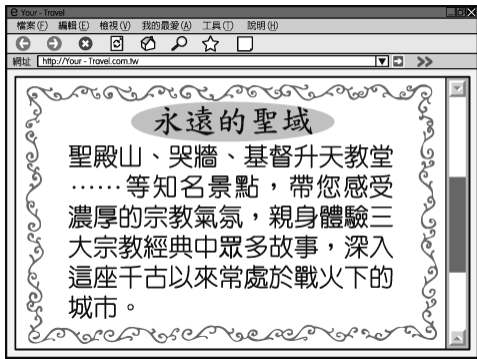 Your - Travel
檔案(F) 編輯(E) 檢視(V) 我的最愛(A) 工具(T) 說明(H)
網址 http://Your - Travel.com.tw
永遠的聖域
聖殿山、哭牆、基督升天教堂
……等知名景點，帶您感受
濃厚的宗教氣氛，親身體驗三
大宗教經典中眾多故事，深入
這座千古以來常處於戰火下的
城市。